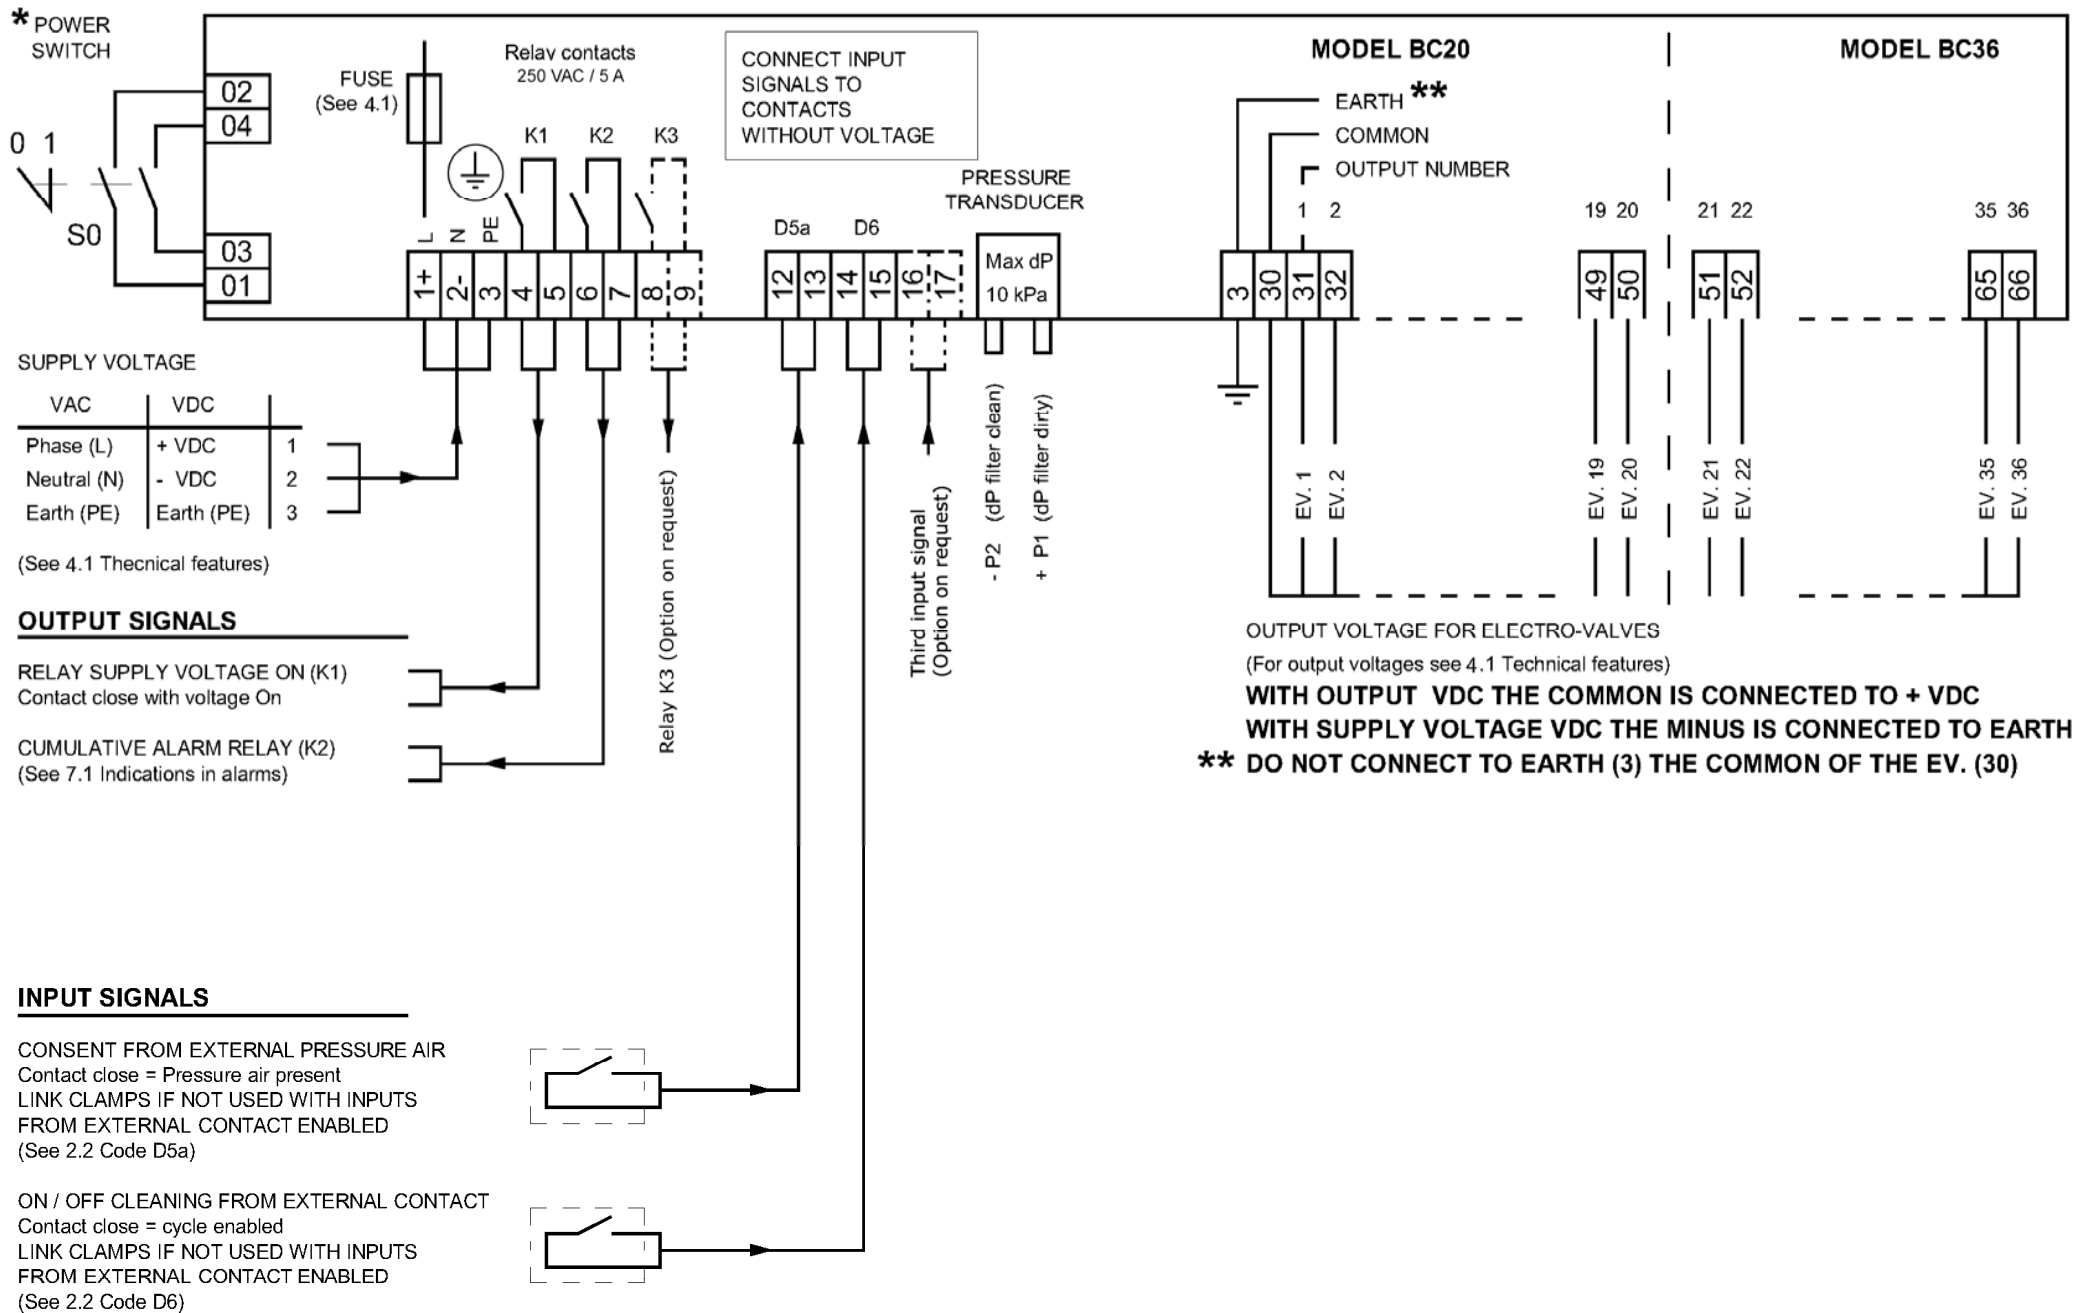 * POWER
SWITCH
02
04
0 1
S0
03
01
FUSE
(See 4.1)
Relay contacts
250 VAC / 5 A
K1 K2 K3
L N PE
1+ 2- 3 4 5 6 7 8 9
CONNECT INPUT
SIGNALS TO
CONTACTS
WITHOUT VOLTAGE
D5a D6
12 13 14 15 16 17
PRESSURE
TRANSDUCER
Max dP
10 kPa
MODEL BC20
MODEL BC36
EARTH **
COMMON
OUTPUT NUMBER
1 2 19 20 21 22 35 36
3 30 31 32 49 50 51 52 65 66
SUPPLY VOLTAGE
VAC VDC
Phase (L) + VDC 1
Neutral (N) - VDC 2
Earth (PE) Earth (PE) 3
(See 4.1 Thecnical features)
OUTPUT SIGNALS
RELAY SUPPLY VOLTAGE ON (K1)
Contact close with voltage On
CUMULATIVE ALARM RELAY (K2)
(See 7.1 Indications in alarms)
Relay K3 (Option on request)
Third input signal
(Option on request)
- P2 (dP filter clean)
+ P1 (dP filter dirty)
EV. 1 EV. 2 EV. 19 EV. 20 EV. 21 EV. 22 EV. 35 EV. 36
OUTPUT VOLTAGE FOR ELECTRO-VALVES
(For output voltages see 4.1 Technical features)
WITH OUTPUT VDC THE COMMON IS CONNECTED TO + VDC
WITH SUPPLY VOLTAGE VDC THE MINUS IS CONNECTED TO EARTH
** DO NOT CONNECT TO EARTH (3) THE COMMON OF THE EV. (30)
INPUT SIGNALS
CONSENT FROM EXTERNAL PRESSURE AIR
Contact close = Pressure air present
LINK CLAMPS IF NOT USED WITH INPUTS
FROM EXTERNAL CONTACT ENABLED
(See 2.2 Code D5a)
ON / OFF CLEANING FROM EXTERNAL CONTACT
Contact close = cycle enabled
LINK CLAMPS IF NOT USED WITH INPUTS
FROM EXTERNAL CONTACT ENABLED
(See 2.2 Code D6)